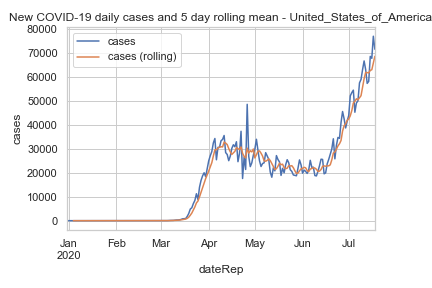 New COVID-19 daily cases and 5 day rolling mean - United_States_of_America
80000
70000
60000
50000
40000
30000
20000
10000
0
cases
cases
cases (rolling)
Jan Feb Mar Apr May Jun Jul
2020
dateRep